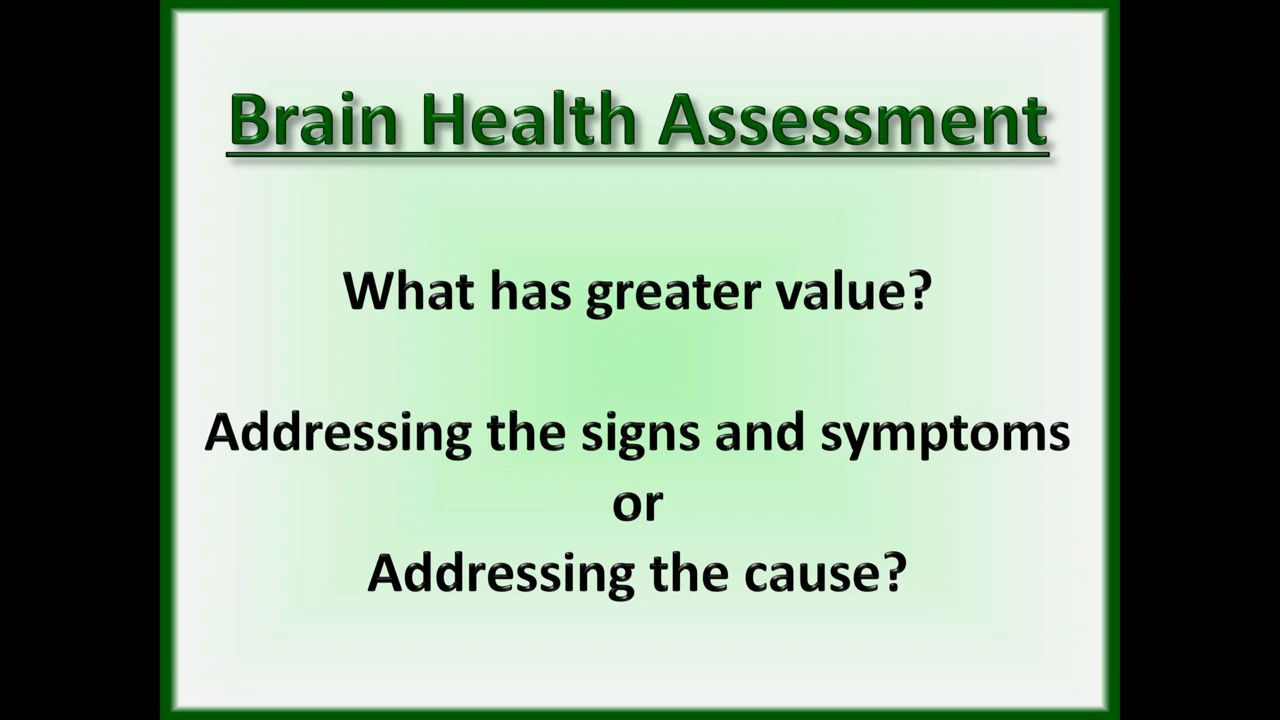 Brain Health Assessment
What has greater value?
Addressing the signs and symptoms
or
Addressing the cause?